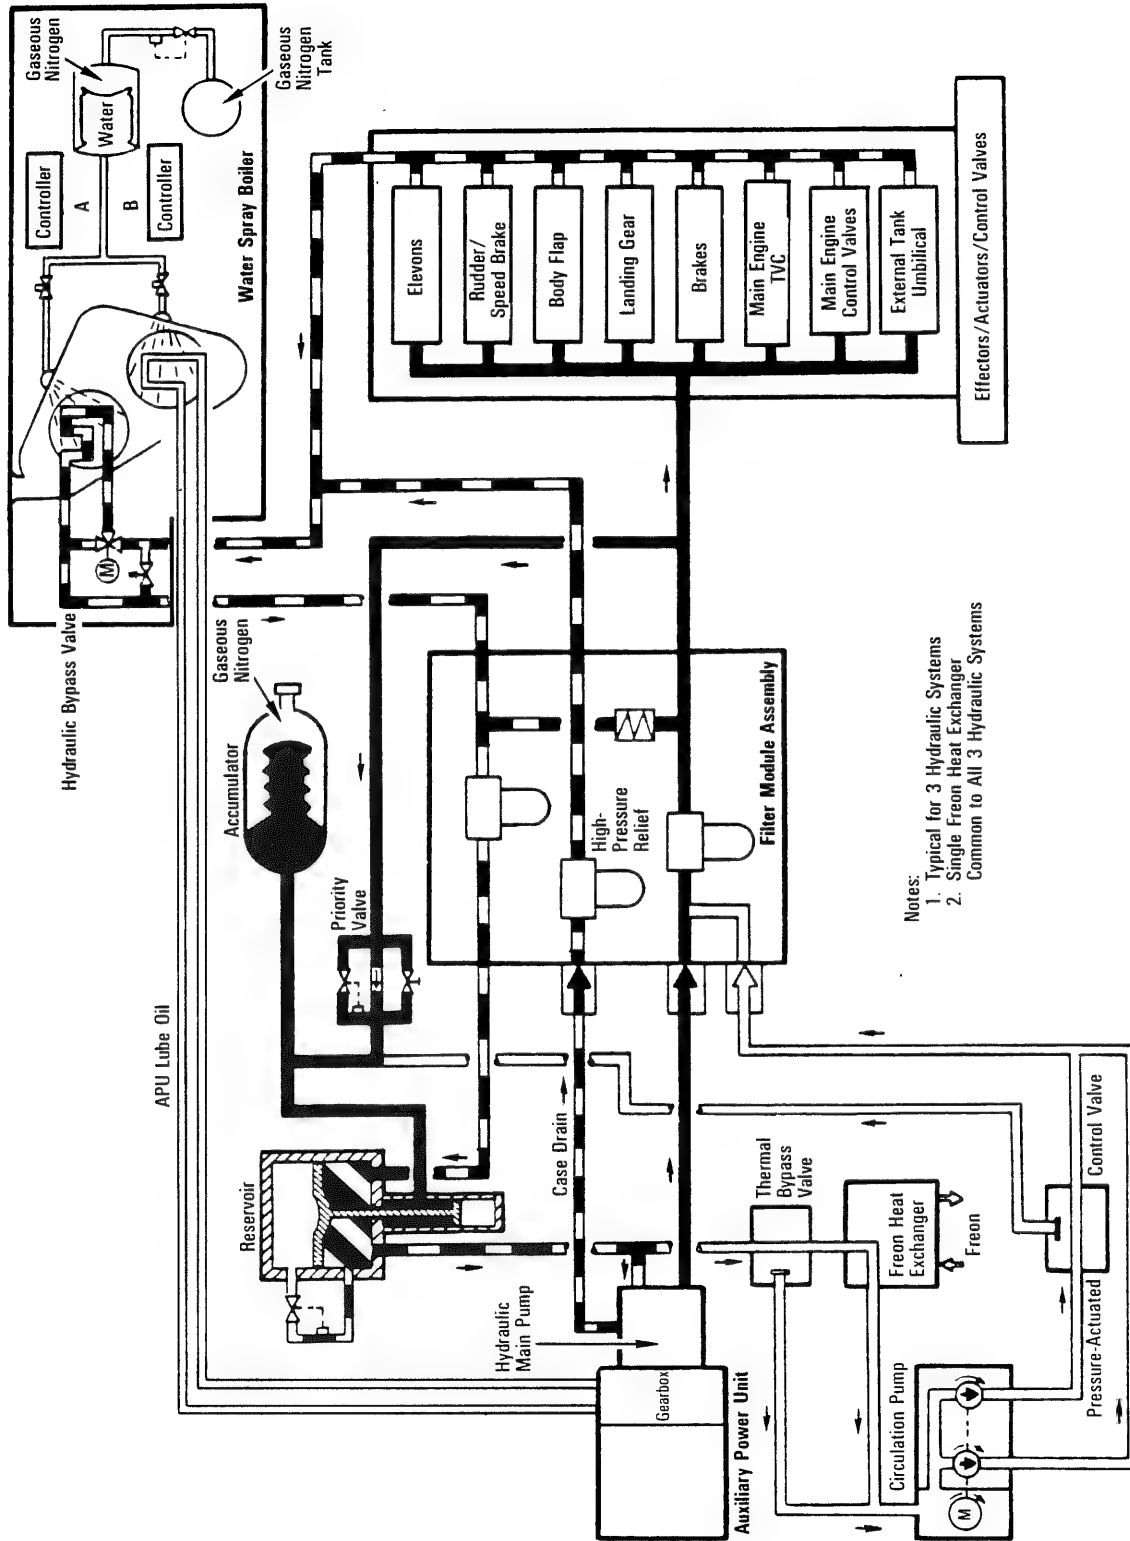 Gaseous
Nitrogen
Water
Gaseous
Nitrogen
Tank
Controller
A
B
Controller
Water Spray Boiler
M
Hydraulic Bypass Valve
Elevons
Rudder/
Speed Brake
Body Flap
Landing Gear
Brakes
Main Engine
TVC
Main Engine
Control Valves
External Tank
Umbilical
Effectors/Actuators/Control Valves
Gaseous
Nitrogen
Accumulator
Priority
Valve
High-
Pressure
Relief
Filter Module Assembly
APU Lube Oil
Reservoir
Case Drain
Hydraulic
Main Pump
Gearbox
Auxiliary Power Unit
Thermal
Bypass
Valve
Freon Heat
Exchanger
Freon
Circulation Pump
M
Pressure-Actuated
Control Valve
Notes:
1. Typical for 3 Hydraulic Systems
2. Single Freon Heat Exchanger
Common to All 3 Hydraulic Systems